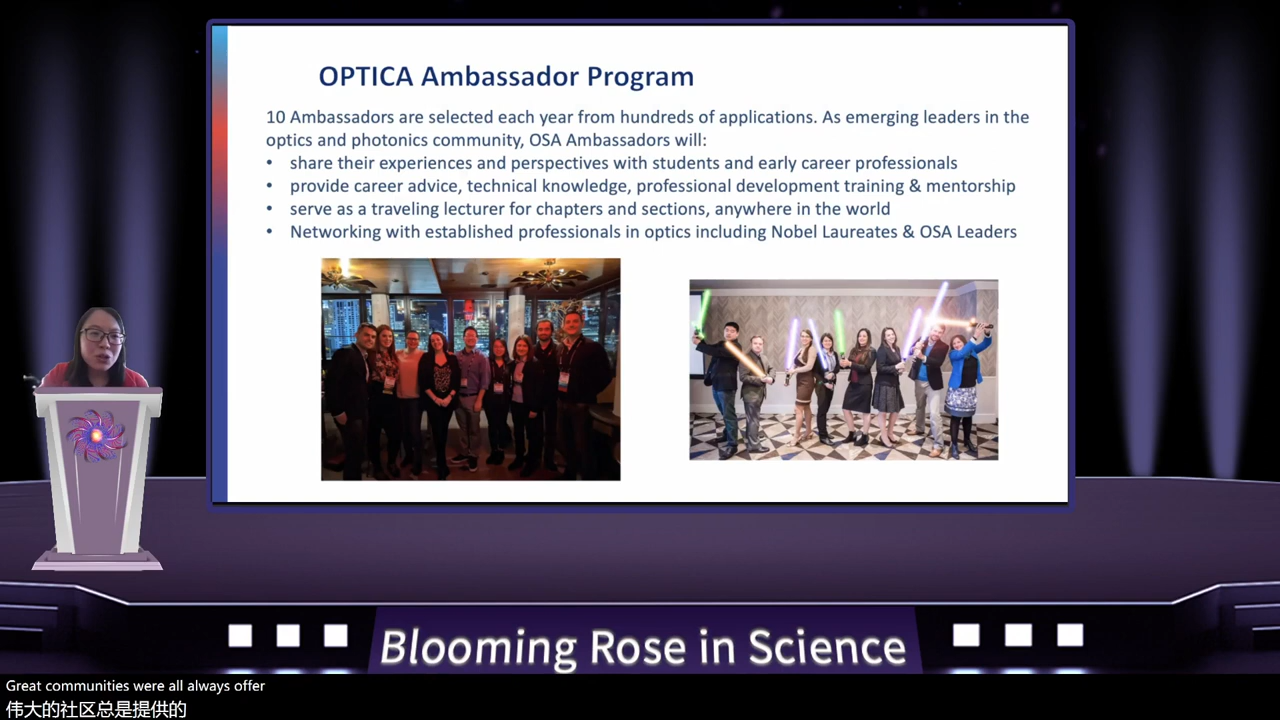 OPTICA Ambassador Program
10 Ambassadors are selected each year from hundreds of applications. As emerging leaders in the
optics and photonics community, OSA Ambassadors will:
• share their experiences and perspectives with students and early career professionals
• provide career advice, technical knowledge, professional development training & mentorship
• serve as a traveling lecturer for chapters and sections, anywhere in the world
• Networking with established professionals in optics including Nobel Laureates & OSA Leaders
Blooming Rose in Science
Great communities were all always offer
伟大的社区总是提供的